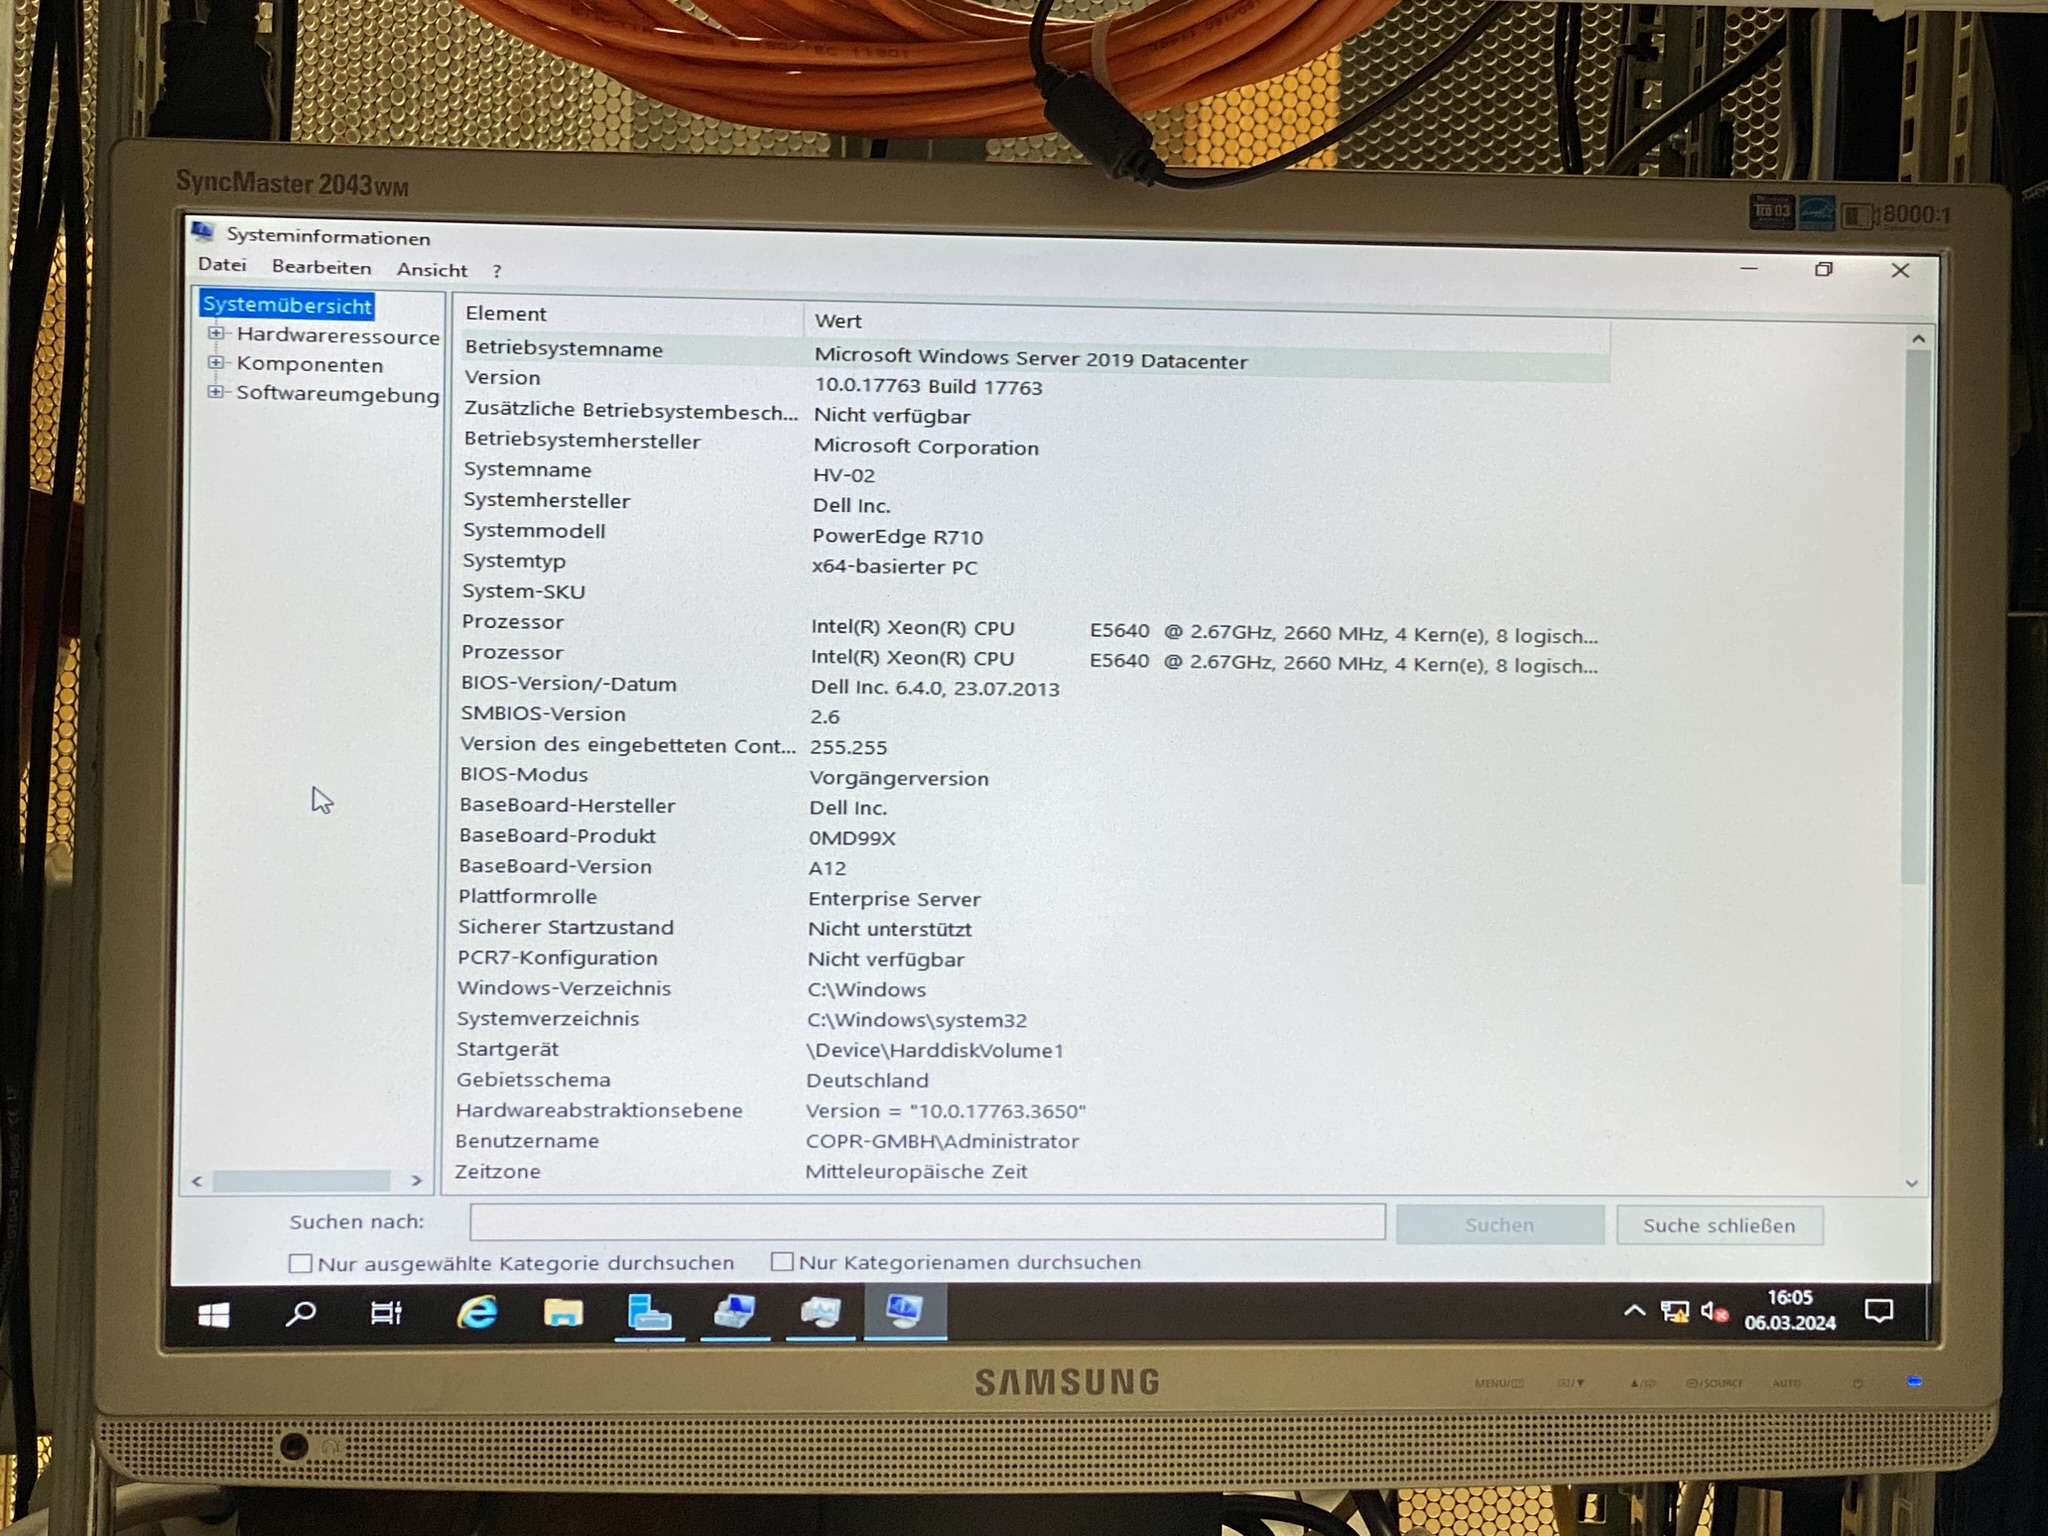 SyncMaster 2043WM
TCO'03
8000:1
Systeminformationen
Datei Bearbeiten Ansicht ?
Systemübersicht
Hardwareressource
Komponenten
Softwareumgebung
Element Wert
Betriebsystemname Microsoft Windows Server 2019 Datacenter
Version 10.0.17763 Build 17763
Zusätzliche Betriebsystembesch... Nicht verfügbar
Betriebsystemhersteller Microsoft Corporation
Systemname HV-02
Systemhersteller Dell Inc.
Systemmodell PowerEdge R710
Systemtyp x64-basierter PC
System-SKU
Prozessor Intel(R) Xeon(R) CPU E5640 @ 2.67GHz, 2660 MHz, 4 Kern(e), 8 logisch...
Prozessor Intel(R) Xeon(R) CPU E5640 @ 2.67GHz, 2660 MHz, 4 Kern(e), 8 logisch...
BIOS-Version/-Datum Dell Inc. 6.4.0, 23.07.2013
SMBIOS-Version 2.6
Version des eingebetteten Cont... 255.255
BIOS-Modus Vorgängerversion
BaseBoard-Hersteller Dell Inc.
BaseBoard-Produkt 0MD99X
BaseBoard-Version A12
Plattformrolle Enterprise Server
Sicherer Startzustand Nicht unterstützt
PCR7-Konfiguration Nicht verfügbar
Windows-Verzeichnis C:\Windows
Systemverzeichnis C:\Windows\system32
Startgerät \Device\HarddiskVolume1
Gebietsschema Deutschland
Hardwareabstraktionsebene Version = "10.0.17763.3650"
Benutzername COPR-GMBH\Administrator
Zeitzone Mitteleuropäische Zeit
Suchen nach: Suchen Suche schließen
Nur ausgewählte Kategorie durchsuchen Nur Kategorienamen durchsuchen
16:05
06.03.2024
SAMSUNG
MENU/ /SOURCE AUTO